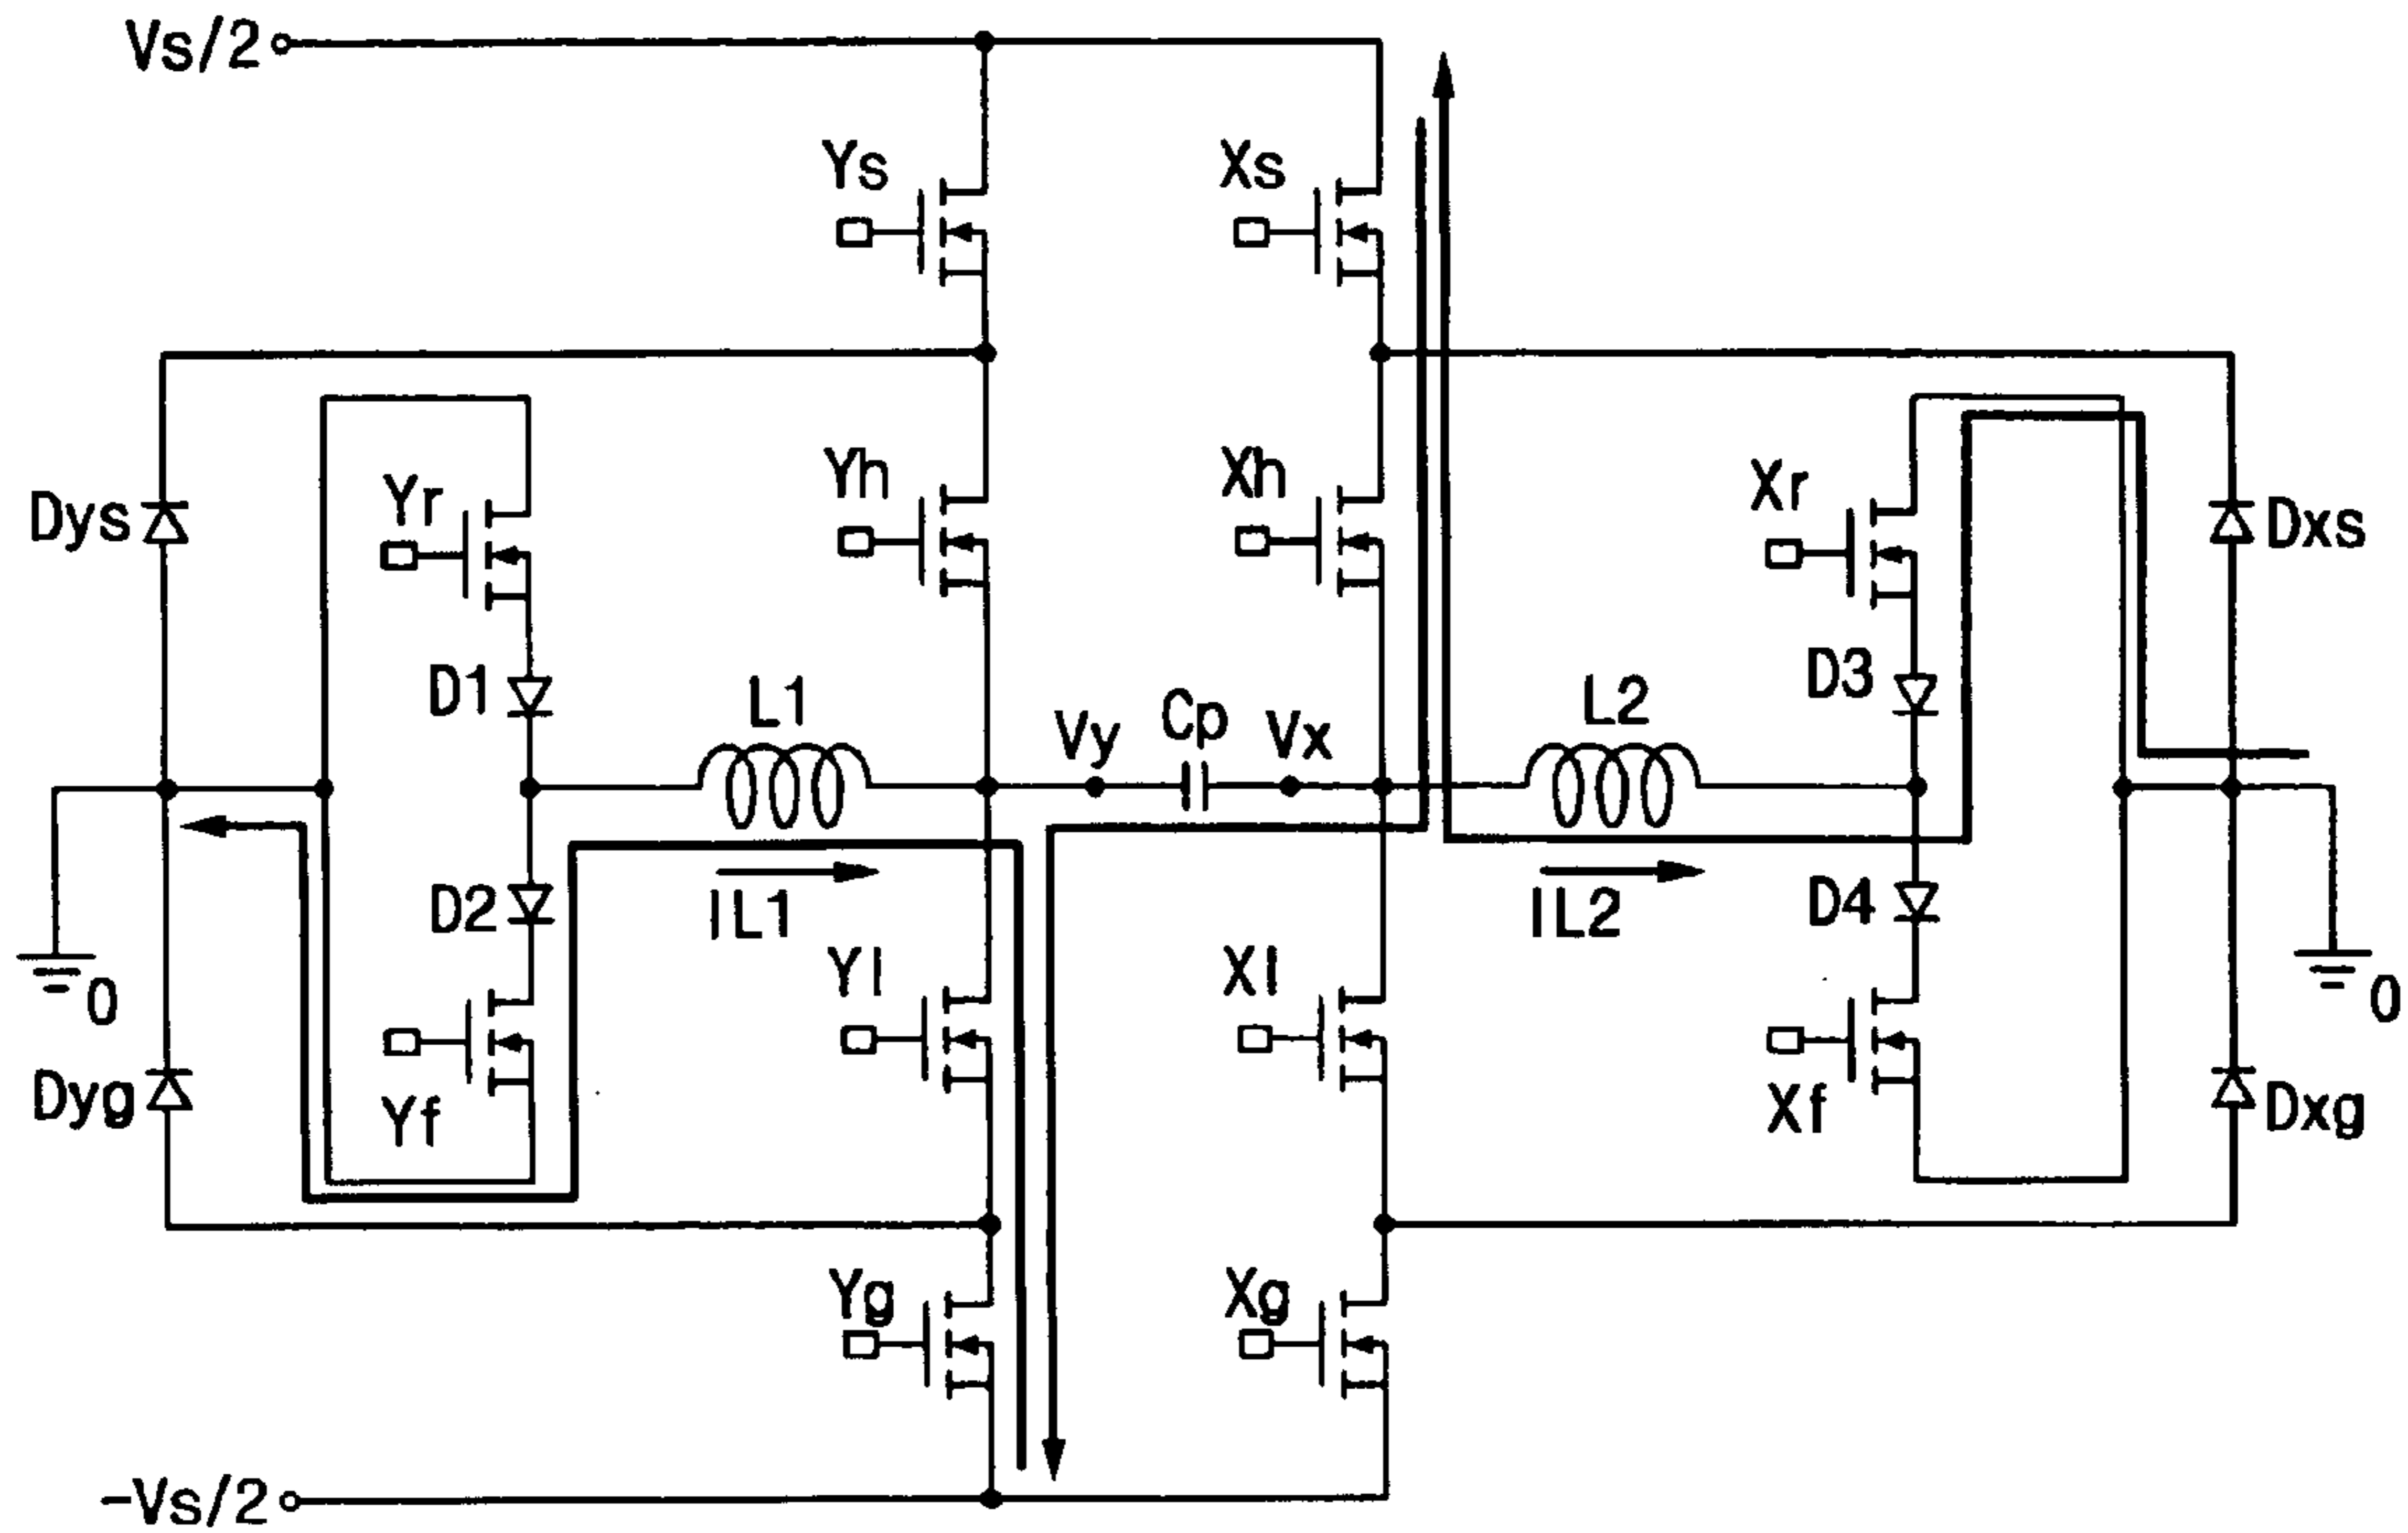 Vs/2
Ys
Xs
Yr
Yh
Xh
Xr
Dys
Dxs
D1
L1
Vy
Cp
Vx
L2
D3
D2
IL1
IL2
D4
0
Yl
Xl
0
Dyg
Yf
Xf
Dxg
Yg
Xg
-Vs/2